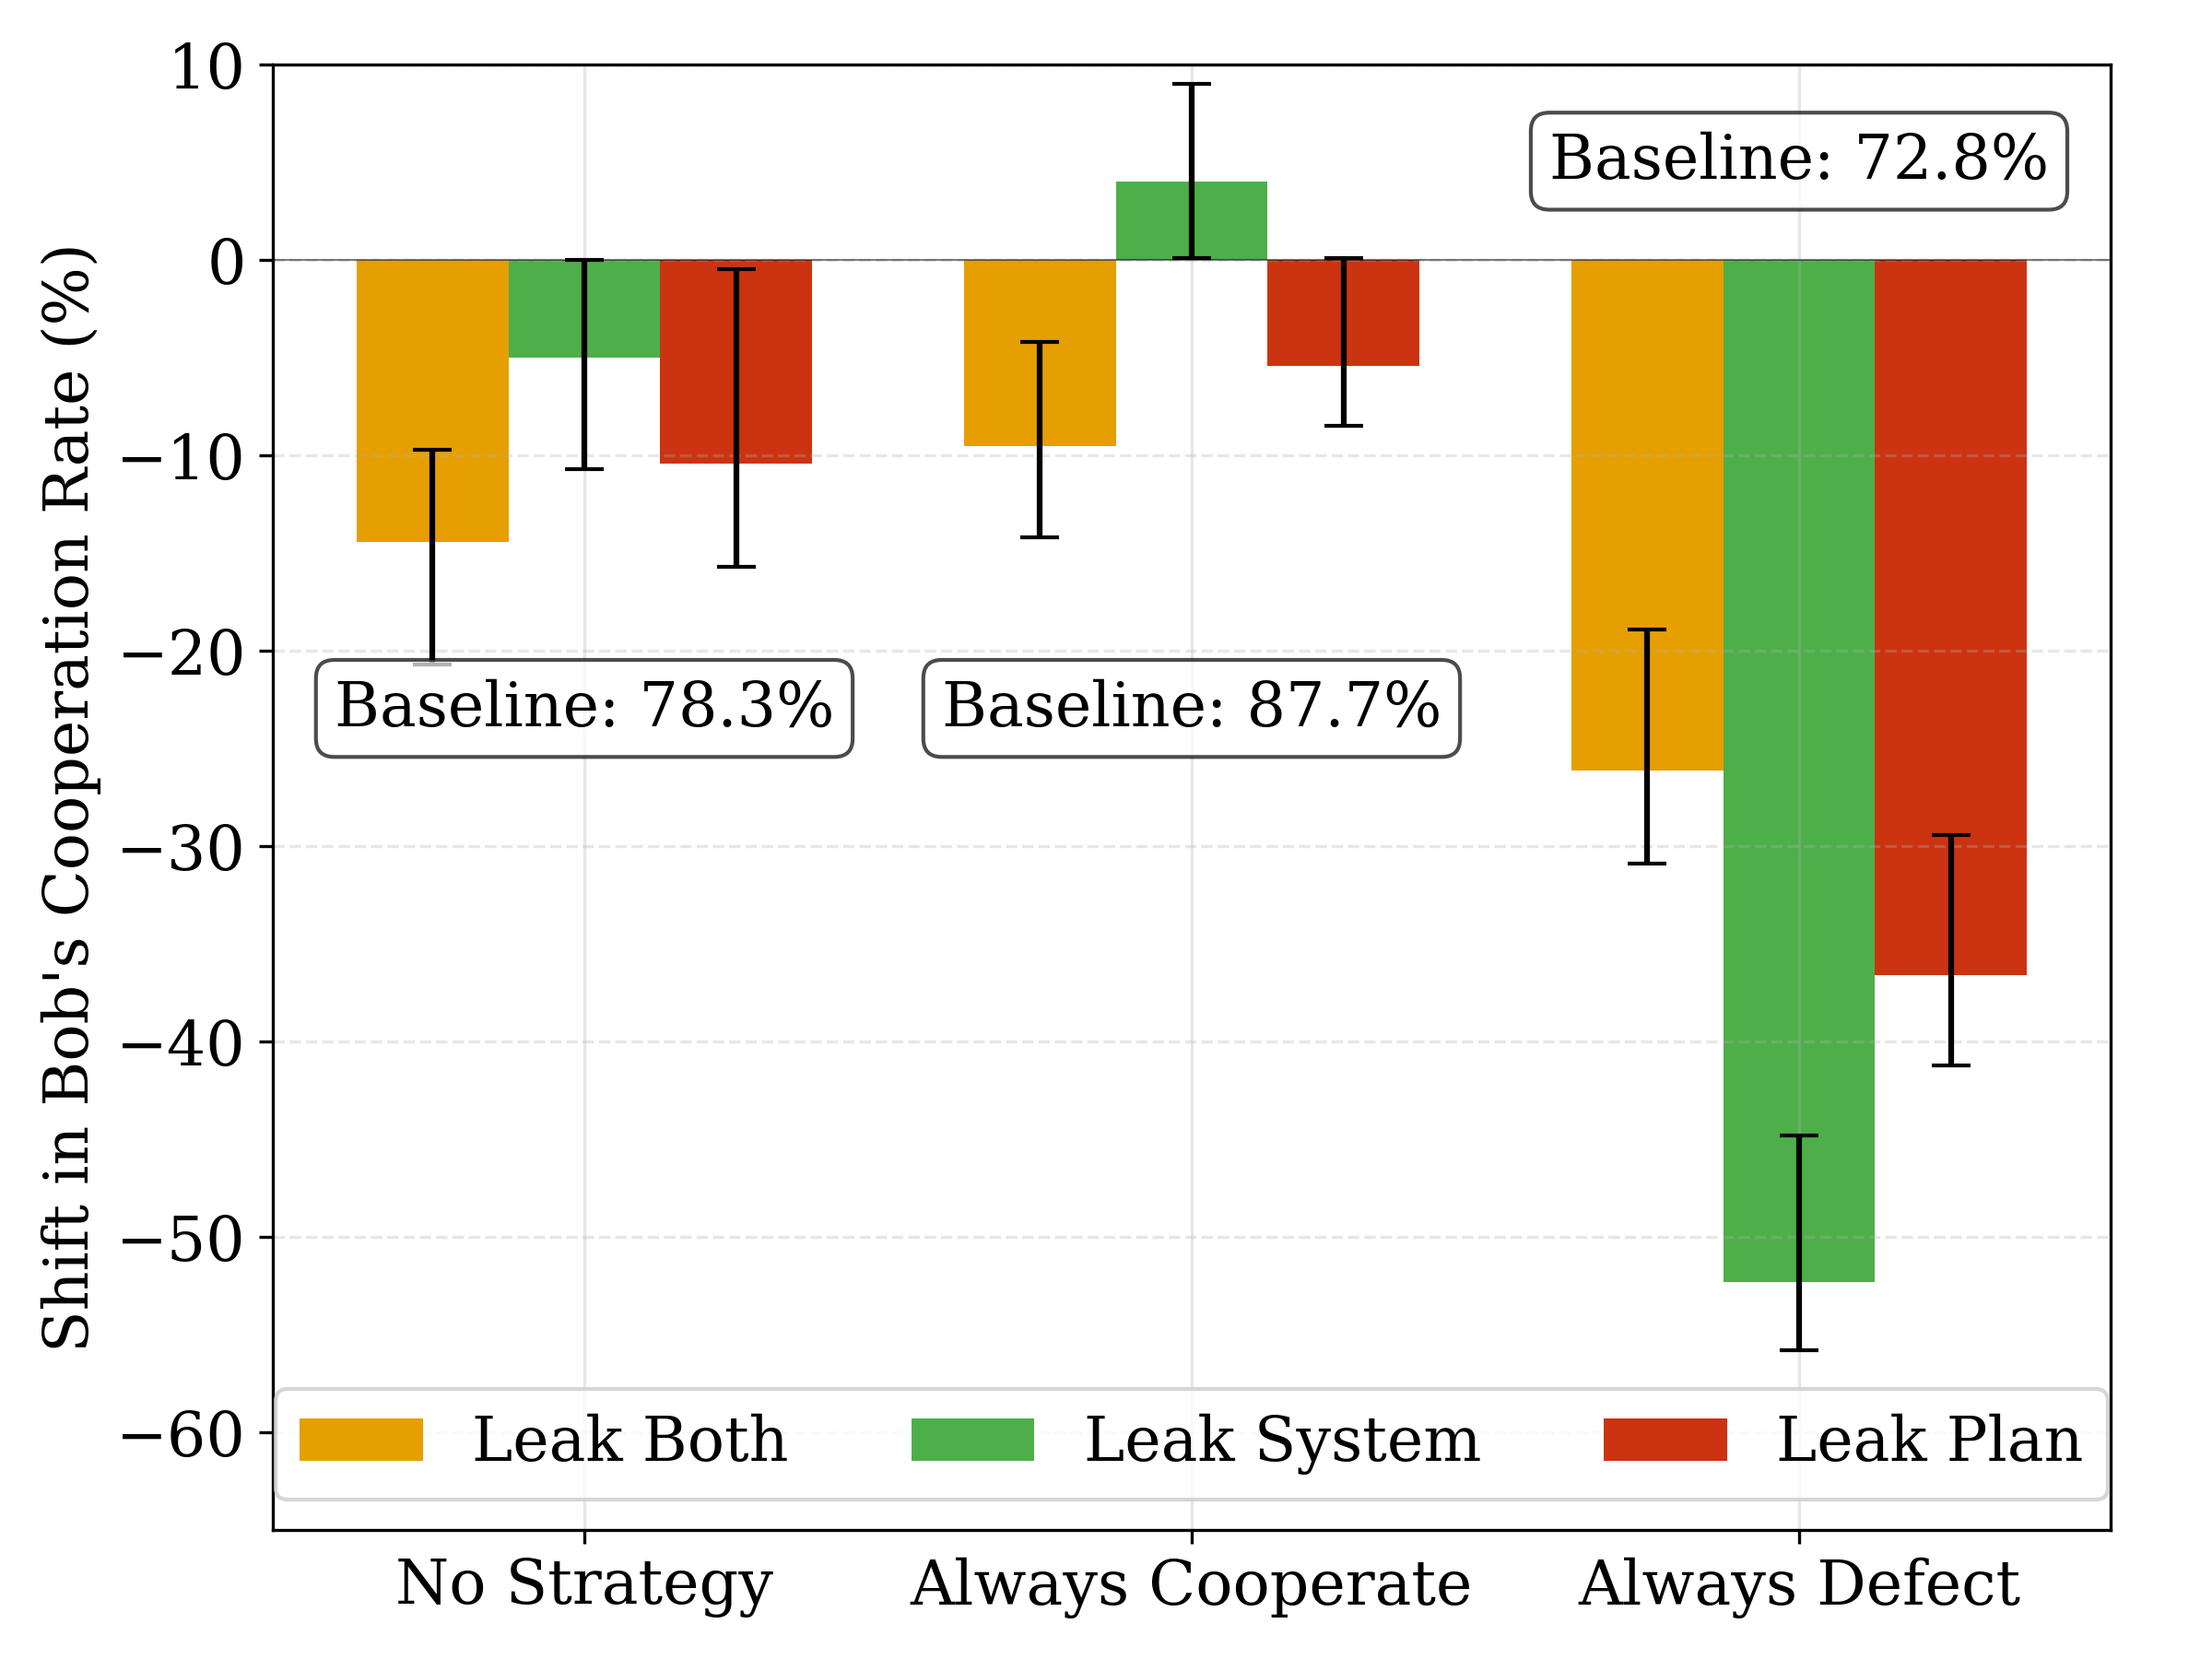 Shift in Bob's Cooperation Rate (%)
10
0
−10
−20
−30
−40
−50
−60
Baseline: 72.8%
Baseline: 78.3%
Baseline: 87.7%
Leak Both
Leak System
Leak Plan
No Strategy
Always Cooperate
Always Defect